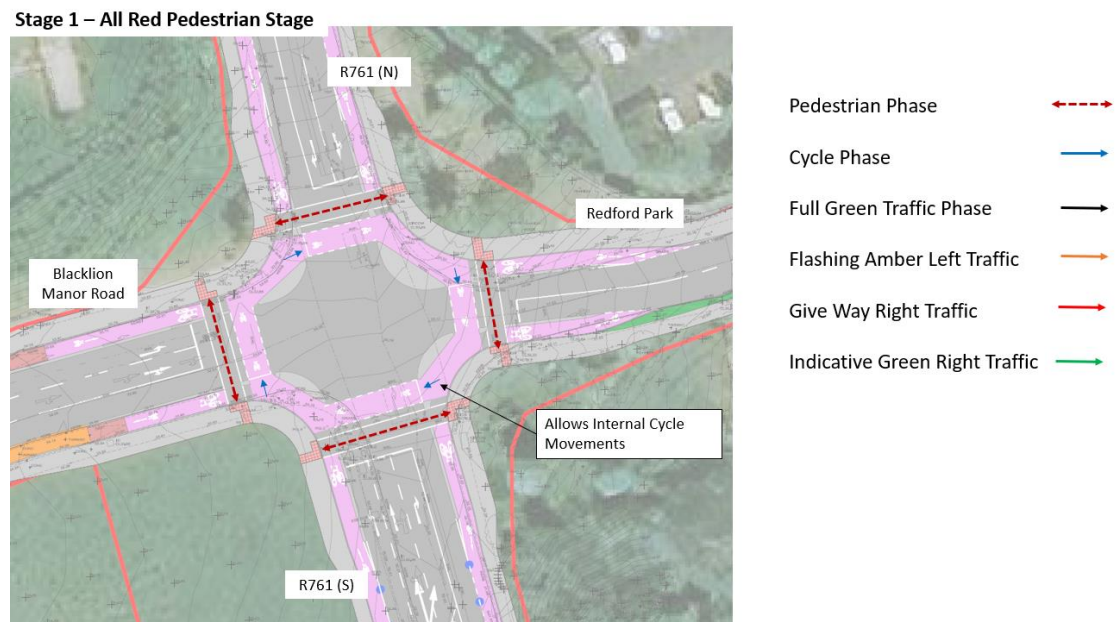 Stage 1 – All Red Pedestrian Stage
R761 (N)
Redford Park
Blacklion
Manor Road
Allows Internal Cycle
Movements
R761 (S)
Pedestrian Phase
Cycle Phase
Full Green Traffic Phase
Flashing Amber Left Traffic
Give Way Right Traffic
Indicative Green Right Traffic